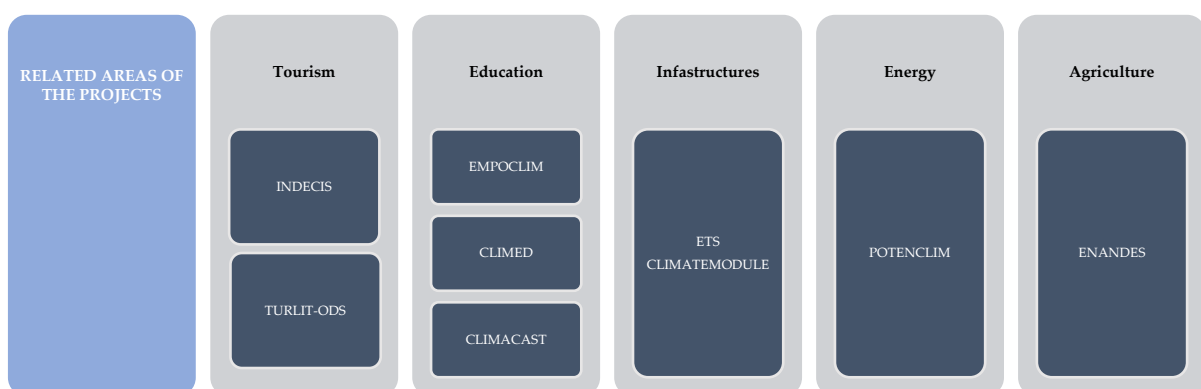 RELATED AREAS OF
THE PROJECTS
Tourism
INDECIS
TURLIT-ODS
Education
EMPOCLIM
CLIMED
CLIMACAST
Infastructures
ETS
CLIMATEMODULE
Energy
POTENCLIM
Agriculture
ENANDES